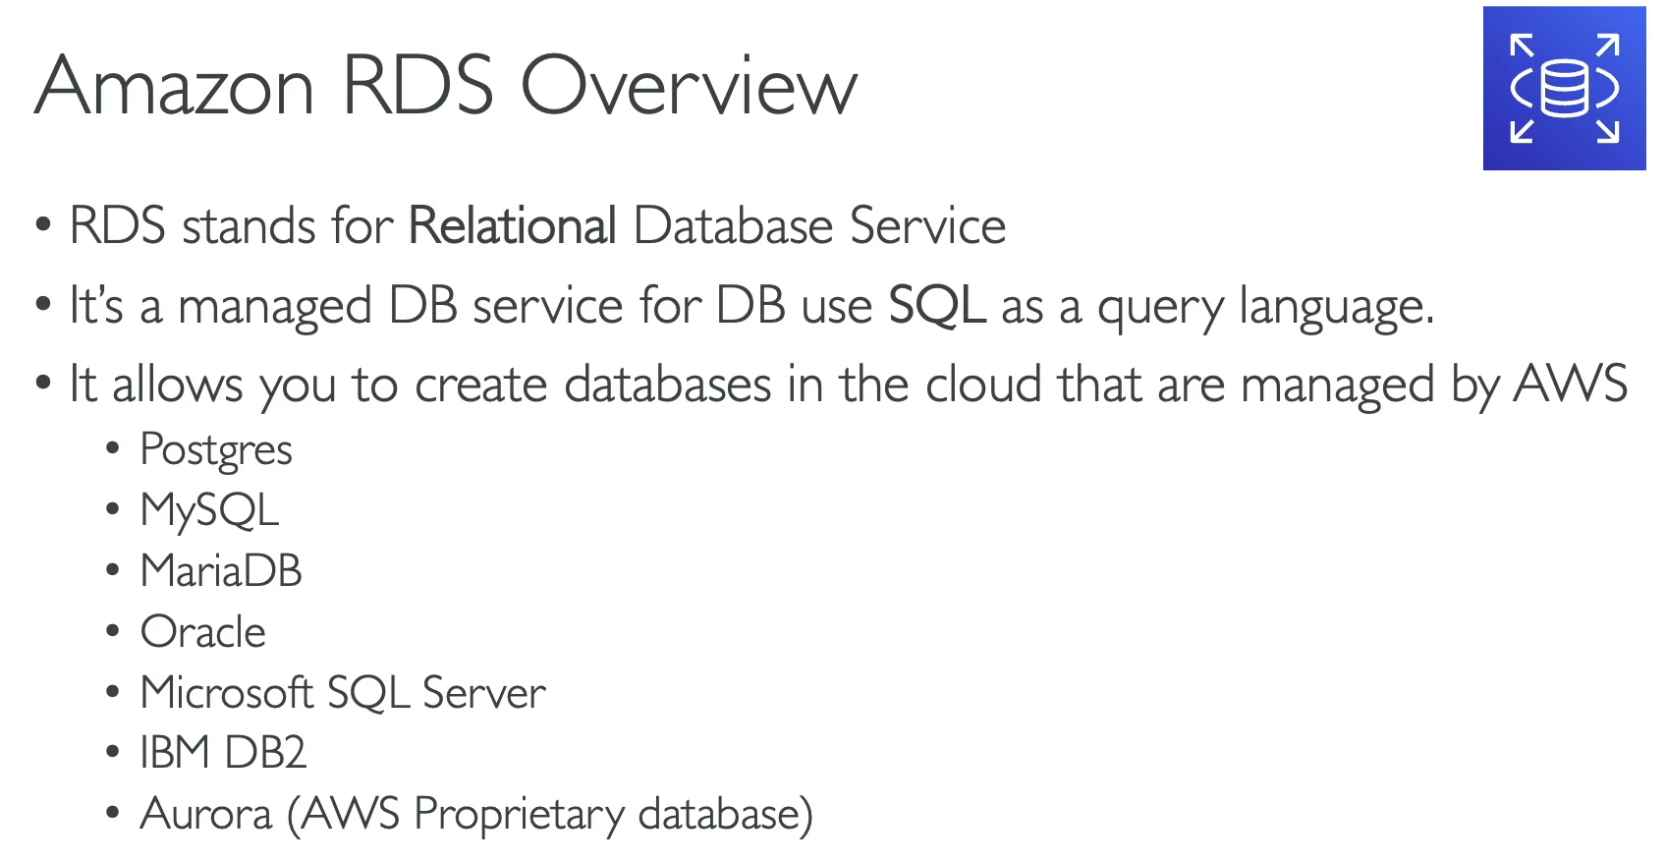 Amazon RDS Overview
• RDS stands for Relational Database Service
• It’s a managed DB service for DB use SQL as a query language.
• It allows you to create databases in the cloud that are managed by AWS
• Postgres
• MySQL
• MariaDB
• Oracle
• Microsoft SQL Server
• IBM DB2
• Aurora (AWS Proprietary database)